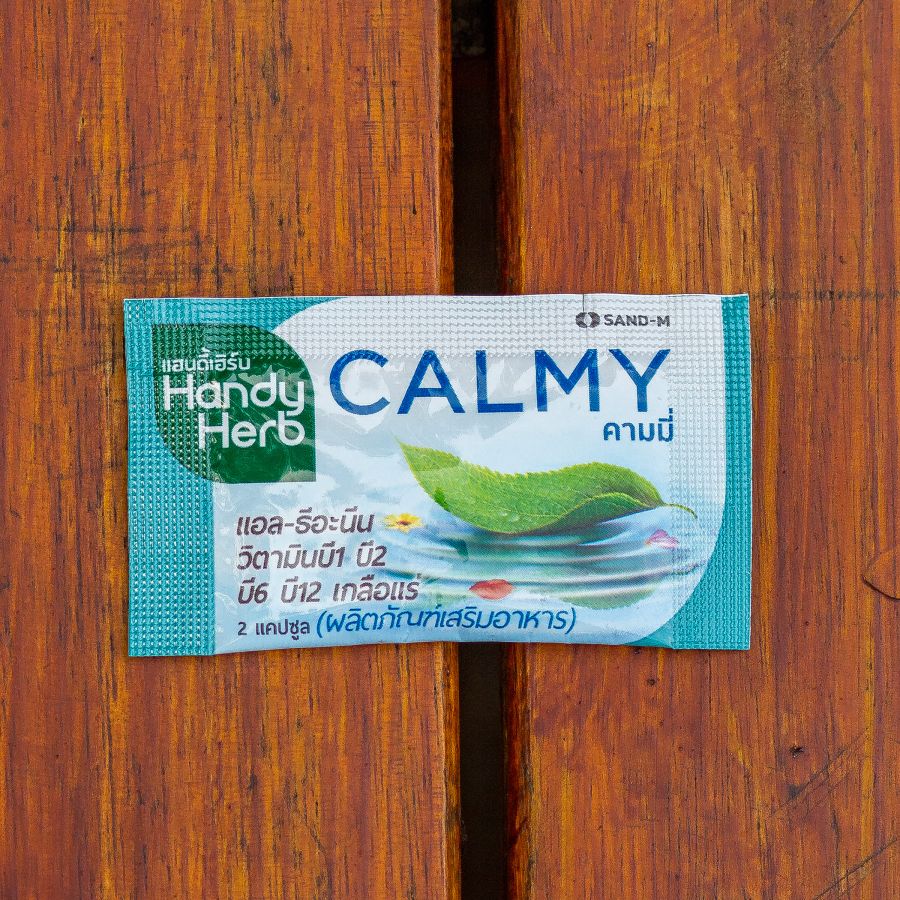 SAND-M
แฮนดี้เฮิร์บ
Handy
Herb
CALMY
คามมี่
แอล-ธีอะนีน
วิตามินบี1 บี2
บี6 บี12 เกลือแร่
2 แคปซูล (ผลิตภัณฑ์เสริมอาหาร)